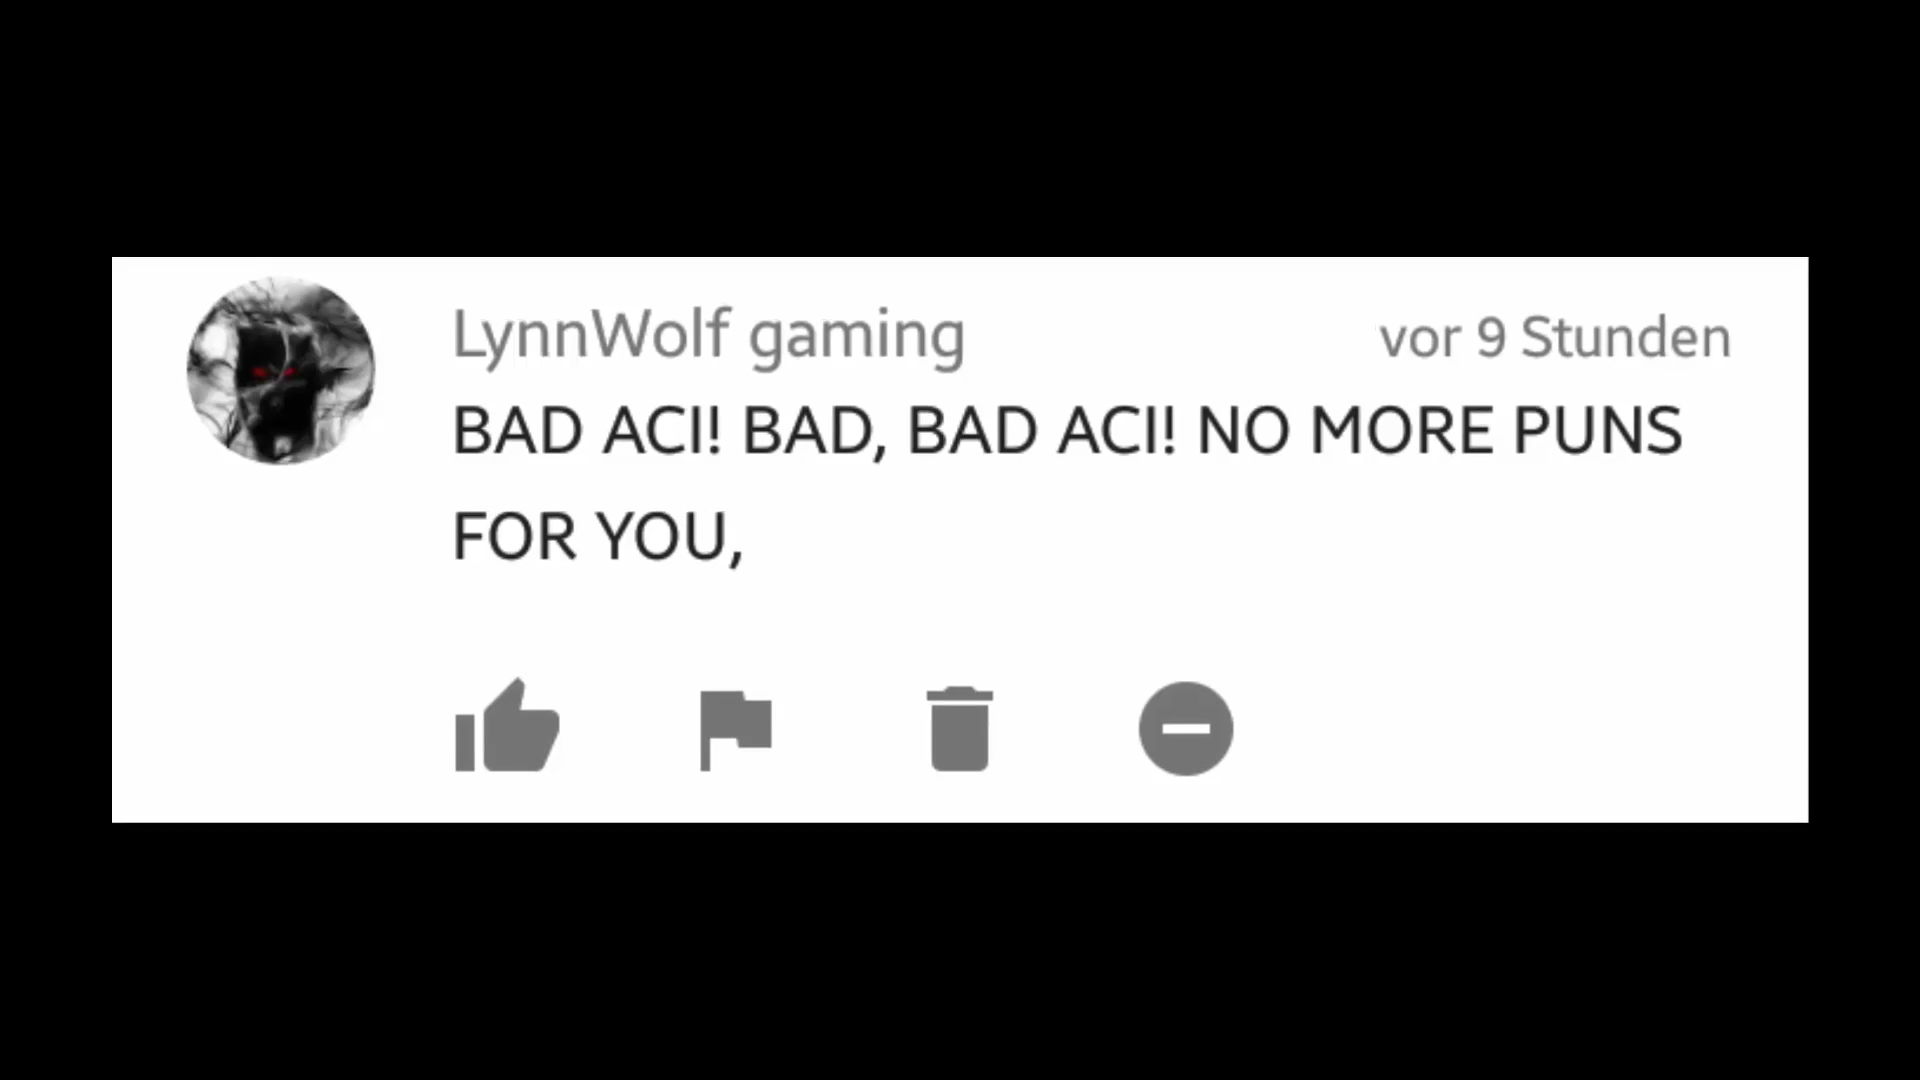 LynnWolf gaming vor 9 Stunden
BAD ACI! BAD, BAD ACI! NO MORE PUNS
FOR YOU,